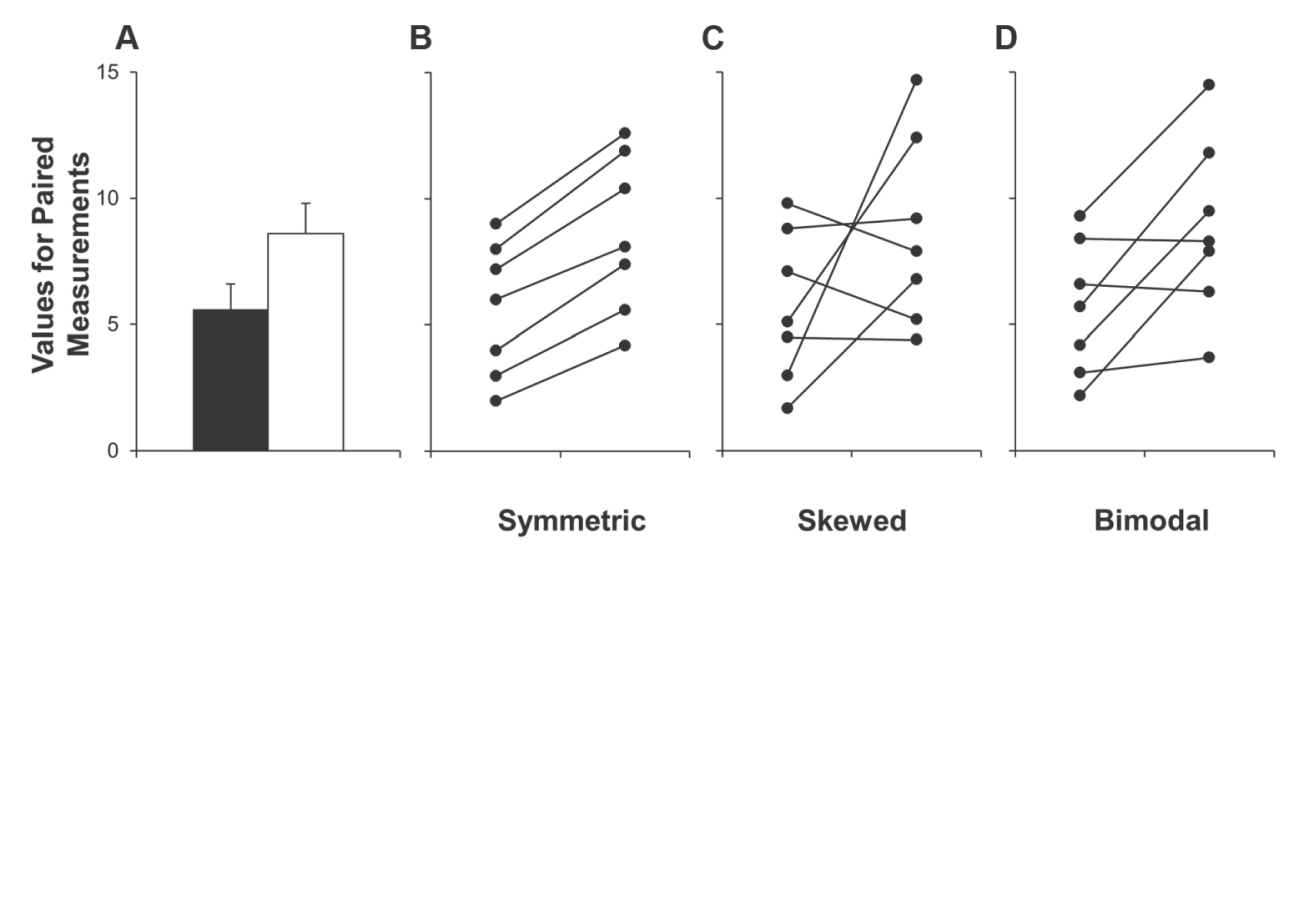 A
B
C
D
15
10
5
0
Values for Paired
Measurements
Symmetric
Skewed
Bimodal